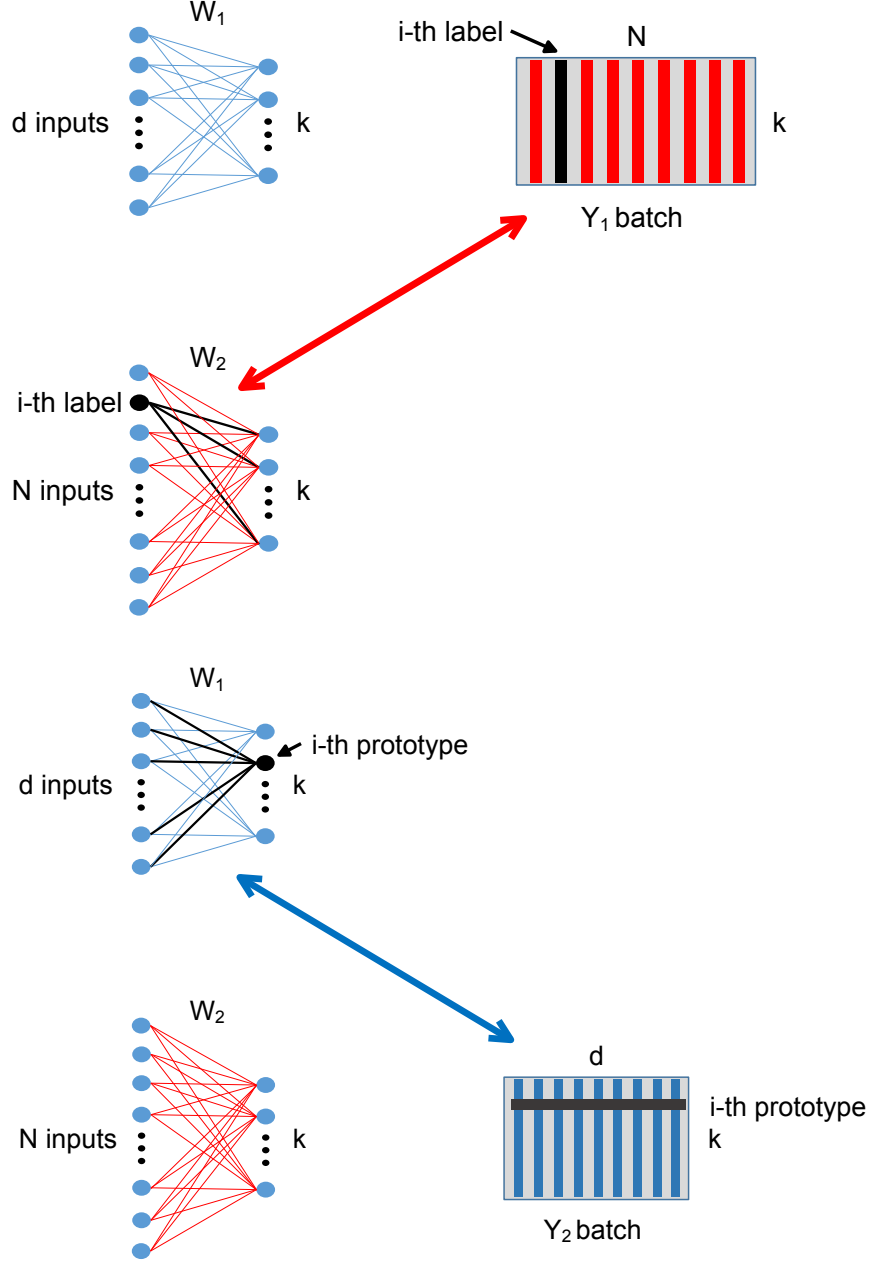 W₁
i-th label
N
d inputs
k
k
Y₁ batch
W₂
i-th label
N inputs
k
W₁
i-th prototype
d inputs
k
W₂
d
i-th prototype
N inputs
k
k
Y₂ batch